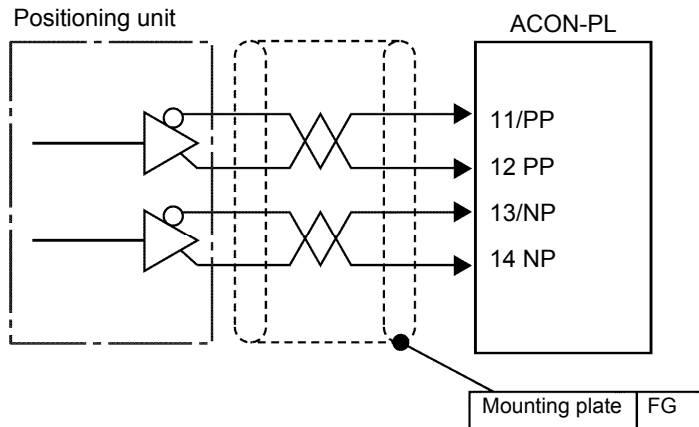 Positioning unit
ACON-PL
11/PP
12 PP
13/NP
14 NP
Mounting plate FG